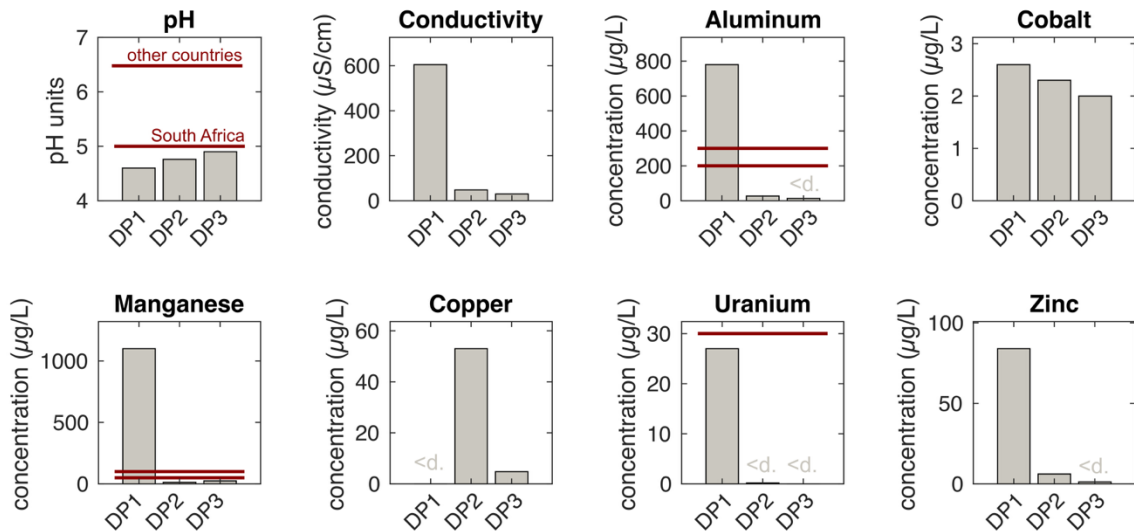 pH
Conductivity
Aluminum
Cobalt
pH units
7
6
5
4
other countries
South Africa
DP1
DP2
DP3
conductivity (µS/cm)
600
400
200
0
DP1
DP2
DP3
concentration (µg/L)
800
600
400
200
0
<d.
DP1
DP2
DP3
concentration (µg/L)
3
2
1
0
DP1
DP2
DP3
Manganese
Copper
Uranium
Zinc
concentration (µg/L)
1000
500
0
DP1
DP2
DP3
concentration (µg/L)
60
40
20
0
<d.
DP1
DP2
DP3
concentration (µg/L)
30
20
10
0
<d.
<d.
DP1
DP2
DP3
concentration (µg/L)
100
50
0
<d.
DP1
DP2
DP3